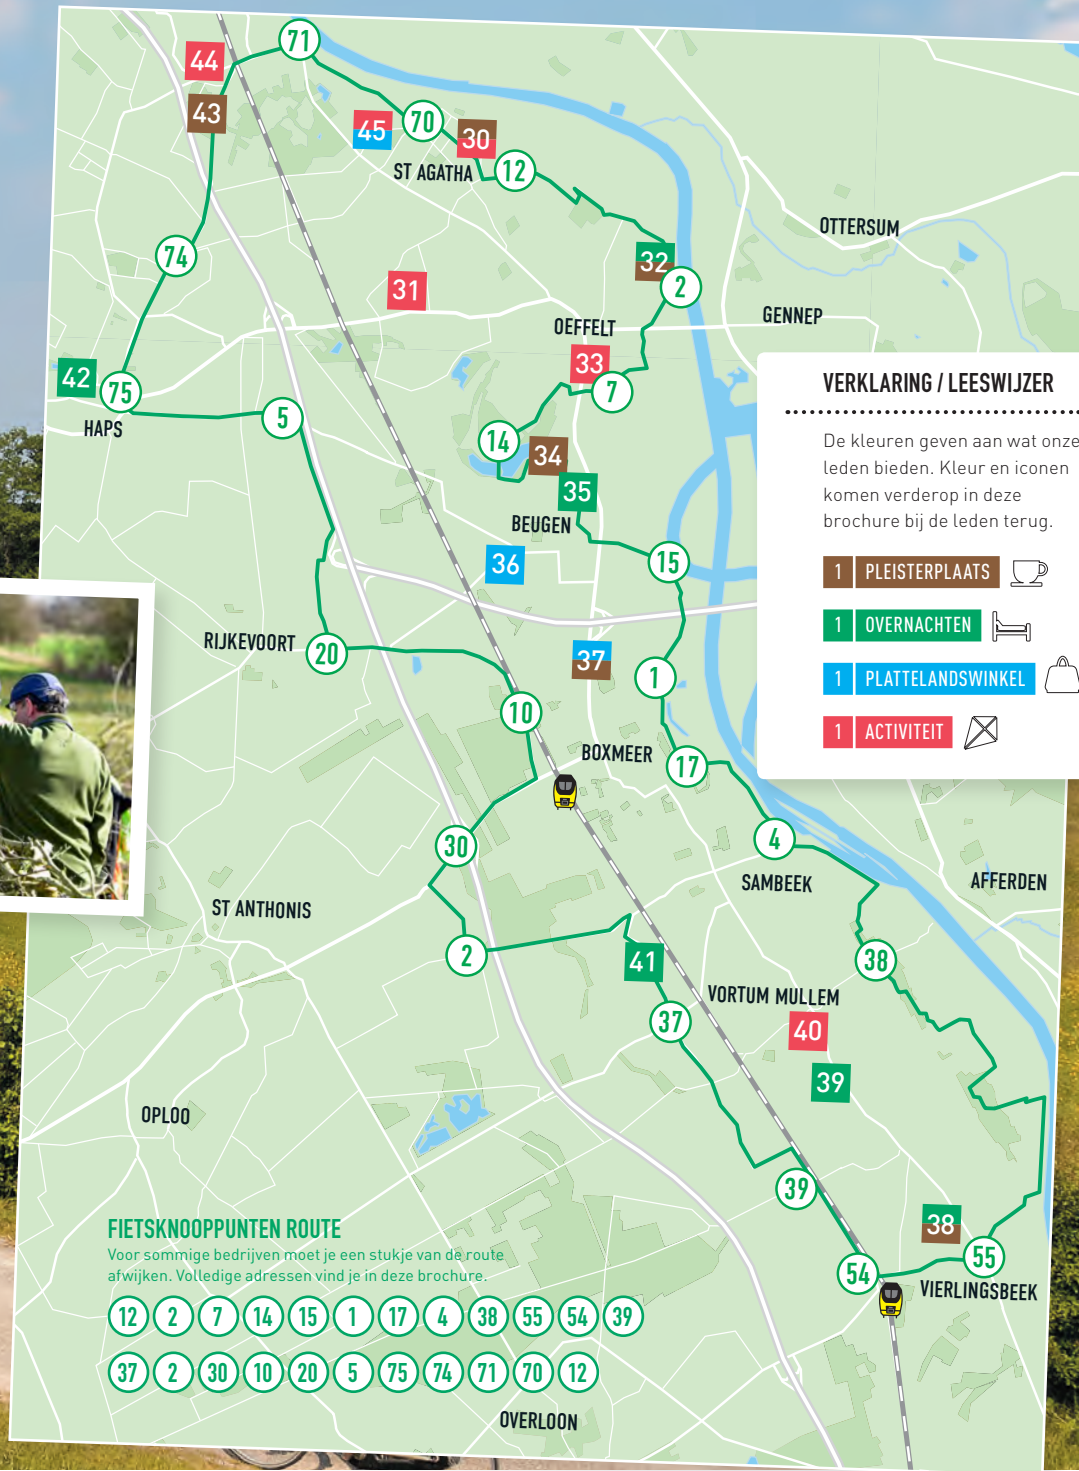 71
44
43
45
70
30
ST AGATHA
12
OTTERSUM
74
32
2
31
GENNEP
OEFFELT
33
7
42
75
HAPS
5
14
34
35
BEUGEN
36
15
VERKLARING / LEESWIJZER
De kleuren geven aan wat onze
leden bieden. Kleur en iconen
komen verderop in deze
brochure bij de leden terug.
1 PLEISTERPLAATS
1 OVERNACHTEN
1 PLATTELANDSWINKEL
1 ACTIVITEIT
RIJKEVOORT
20
37
1
10
BOXMEER
17
30
4
SAMBEEK
AFFERDEN
ST ANTHONIS
2
41
38
VORTUM MULLEM
37
40
39
OPLOO
39
38
54
55
VIERLINGSBEEK
FIETSKNOOPPUNTEN ROUTE
Voor sommige bedrijven moet je een stukje van de route
afwijken. Volledige adressen vind je in deze brochure.
12 2 7 14 15 1 17 4 38 55 54 39
37 2 30 10 20 5 75 74 71 70 12
OVERLOON